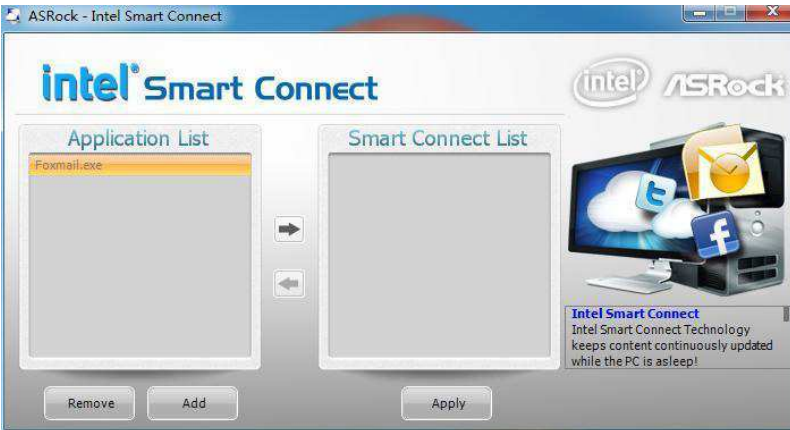 ASRock - Intel Smart Connect
intel® Smart Connect
intel® ASRock
Application List
Smart Connect List
Foxmail.exe
Intel Smart Connect
Intel Smart Connect Technology
keeps content continuously updated
while the PC is asleep!
Remove
Add
Apply